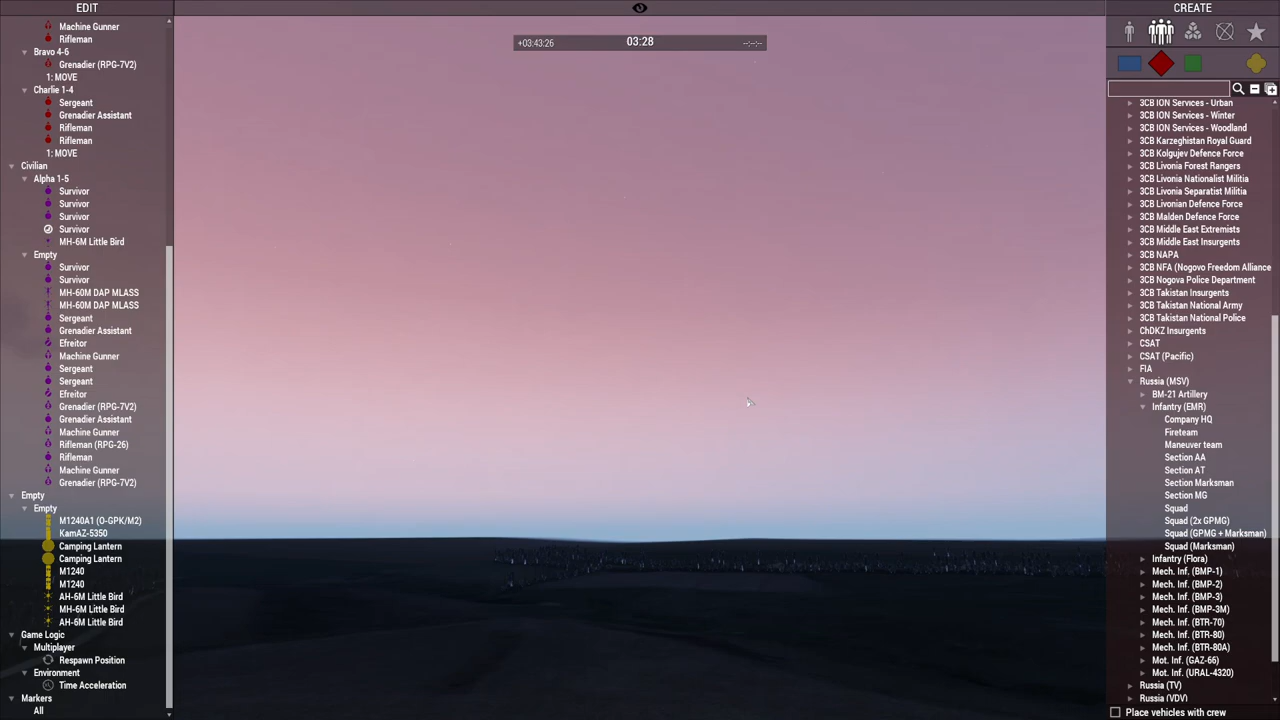 EDIT
Machine Gunner
Rifleman
Bravo 4-6
Grenadier (RPG-7V2)
1: MOVE
Charlie 1-4
Sergeant
Grenadier Assistant
Rifleman
Rifleman
1: MOVE
Civilian
Alpha 1-5
Survivor
Survivor
Survivor
Survivor
MH-6M Little Bird
Empty
Survivor
Survivor
MH-60M DAP MLASS
MH-60M DAP MLASS
Sergeant
Grenadier Assistant
Efreitor
Machine Gunner
Sergeant
Sergeant
Efreitor
Grenadier (RPG-7V2)
Grenadier Assistant
Machine Gunner
Rifleman (RPG-26)
Rifleman
Machine Gunner
Grenadier (RPG-7V2)
Empty
Empty
M1240A1 (O-GPK/M2)
KamAZ-5350
Camping Lantern
Camping Lantern
M1240
M1240
AH-6M Little Bird
MH-6M Little Bird
AH-6M Little Bird
Game Logic
Multiplayer
Respawn Position
Environment
Time Acceleration
Markers
All
+03:43:26 03:28 --:--:--
CREATE
3CB ION Services - Urban
3CB ION Services - Winter
3CB ION Services - Woodland
3CB Karzeghistan Royal Guard
3CB Kolgujev Defence Force
3CB Livonia Forest Rangers
3CB Livonia Nationalist Militia
3CB Livonia Separatist Militia
3CB Livonian Defence Force
3CB Malden Defence Force
3CB Middle East Extremists
3CB Middle East Insurgents
3CB NAPA
3CB NFA (Nogovo Freedom Alliance
3CB Nogova Police Department
3CB Takistan Insurgents
3CB Takistan National Army
3CB Takistan National Police
ChDKZ Insurgents
CSAT
CSAT (Pacific)
FIA
Russia (MSV)
BM-21 Artillery
Infantry (EMR)
Company HQ
Fireteam
Maneuver team
Section AA
Section AT
Section Marksman
Section MG
Squad
Squad (2x GPMG)
Squad (GPMG + Marksman)
Squad (Marksman)
Infantry (Flora)
Mech. Inf. (BMP-1)
Mech. Inf. (BMP-2)
Mech. Inf. (BMP-3)
Mech. Inf. (BMP-3M)
Mech. Inf. (BTR-70)
Mech. Inf. (BTR-80)
Mech. Inf. (BTR-80A)
Mot. Inf. (GAZ-66)
Mot. Inf. (URAL-4320)
Russia (TV)
Russia (VDV)
Place vehicles with crew